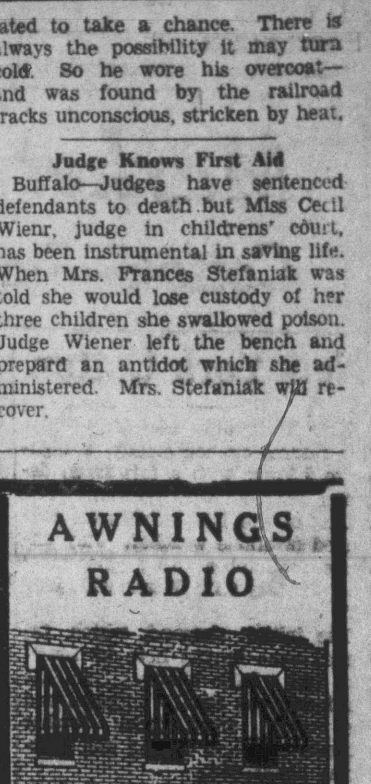 ated to take a chance. There is
lways the possibility it may turn
cold. So he wore his overcoat—
nd was found by the railroad
racks unconscious, stricken by heat.
Judge Knows First Aid
Buffalo—Judges have sentenced
defendants to death but Miss Cecil
Wienr, judge in childrens' court,
has been instrumental in saving life.
When Mrs. Frances Stefaniak was
told she would lose custody of her
three children she swallowed poison.
Judge Wiener left the bench and
prepard an antidot which she ad-
ministered. Mrs. Stefaniak will re-
cover.
AWNINGS
RADIO